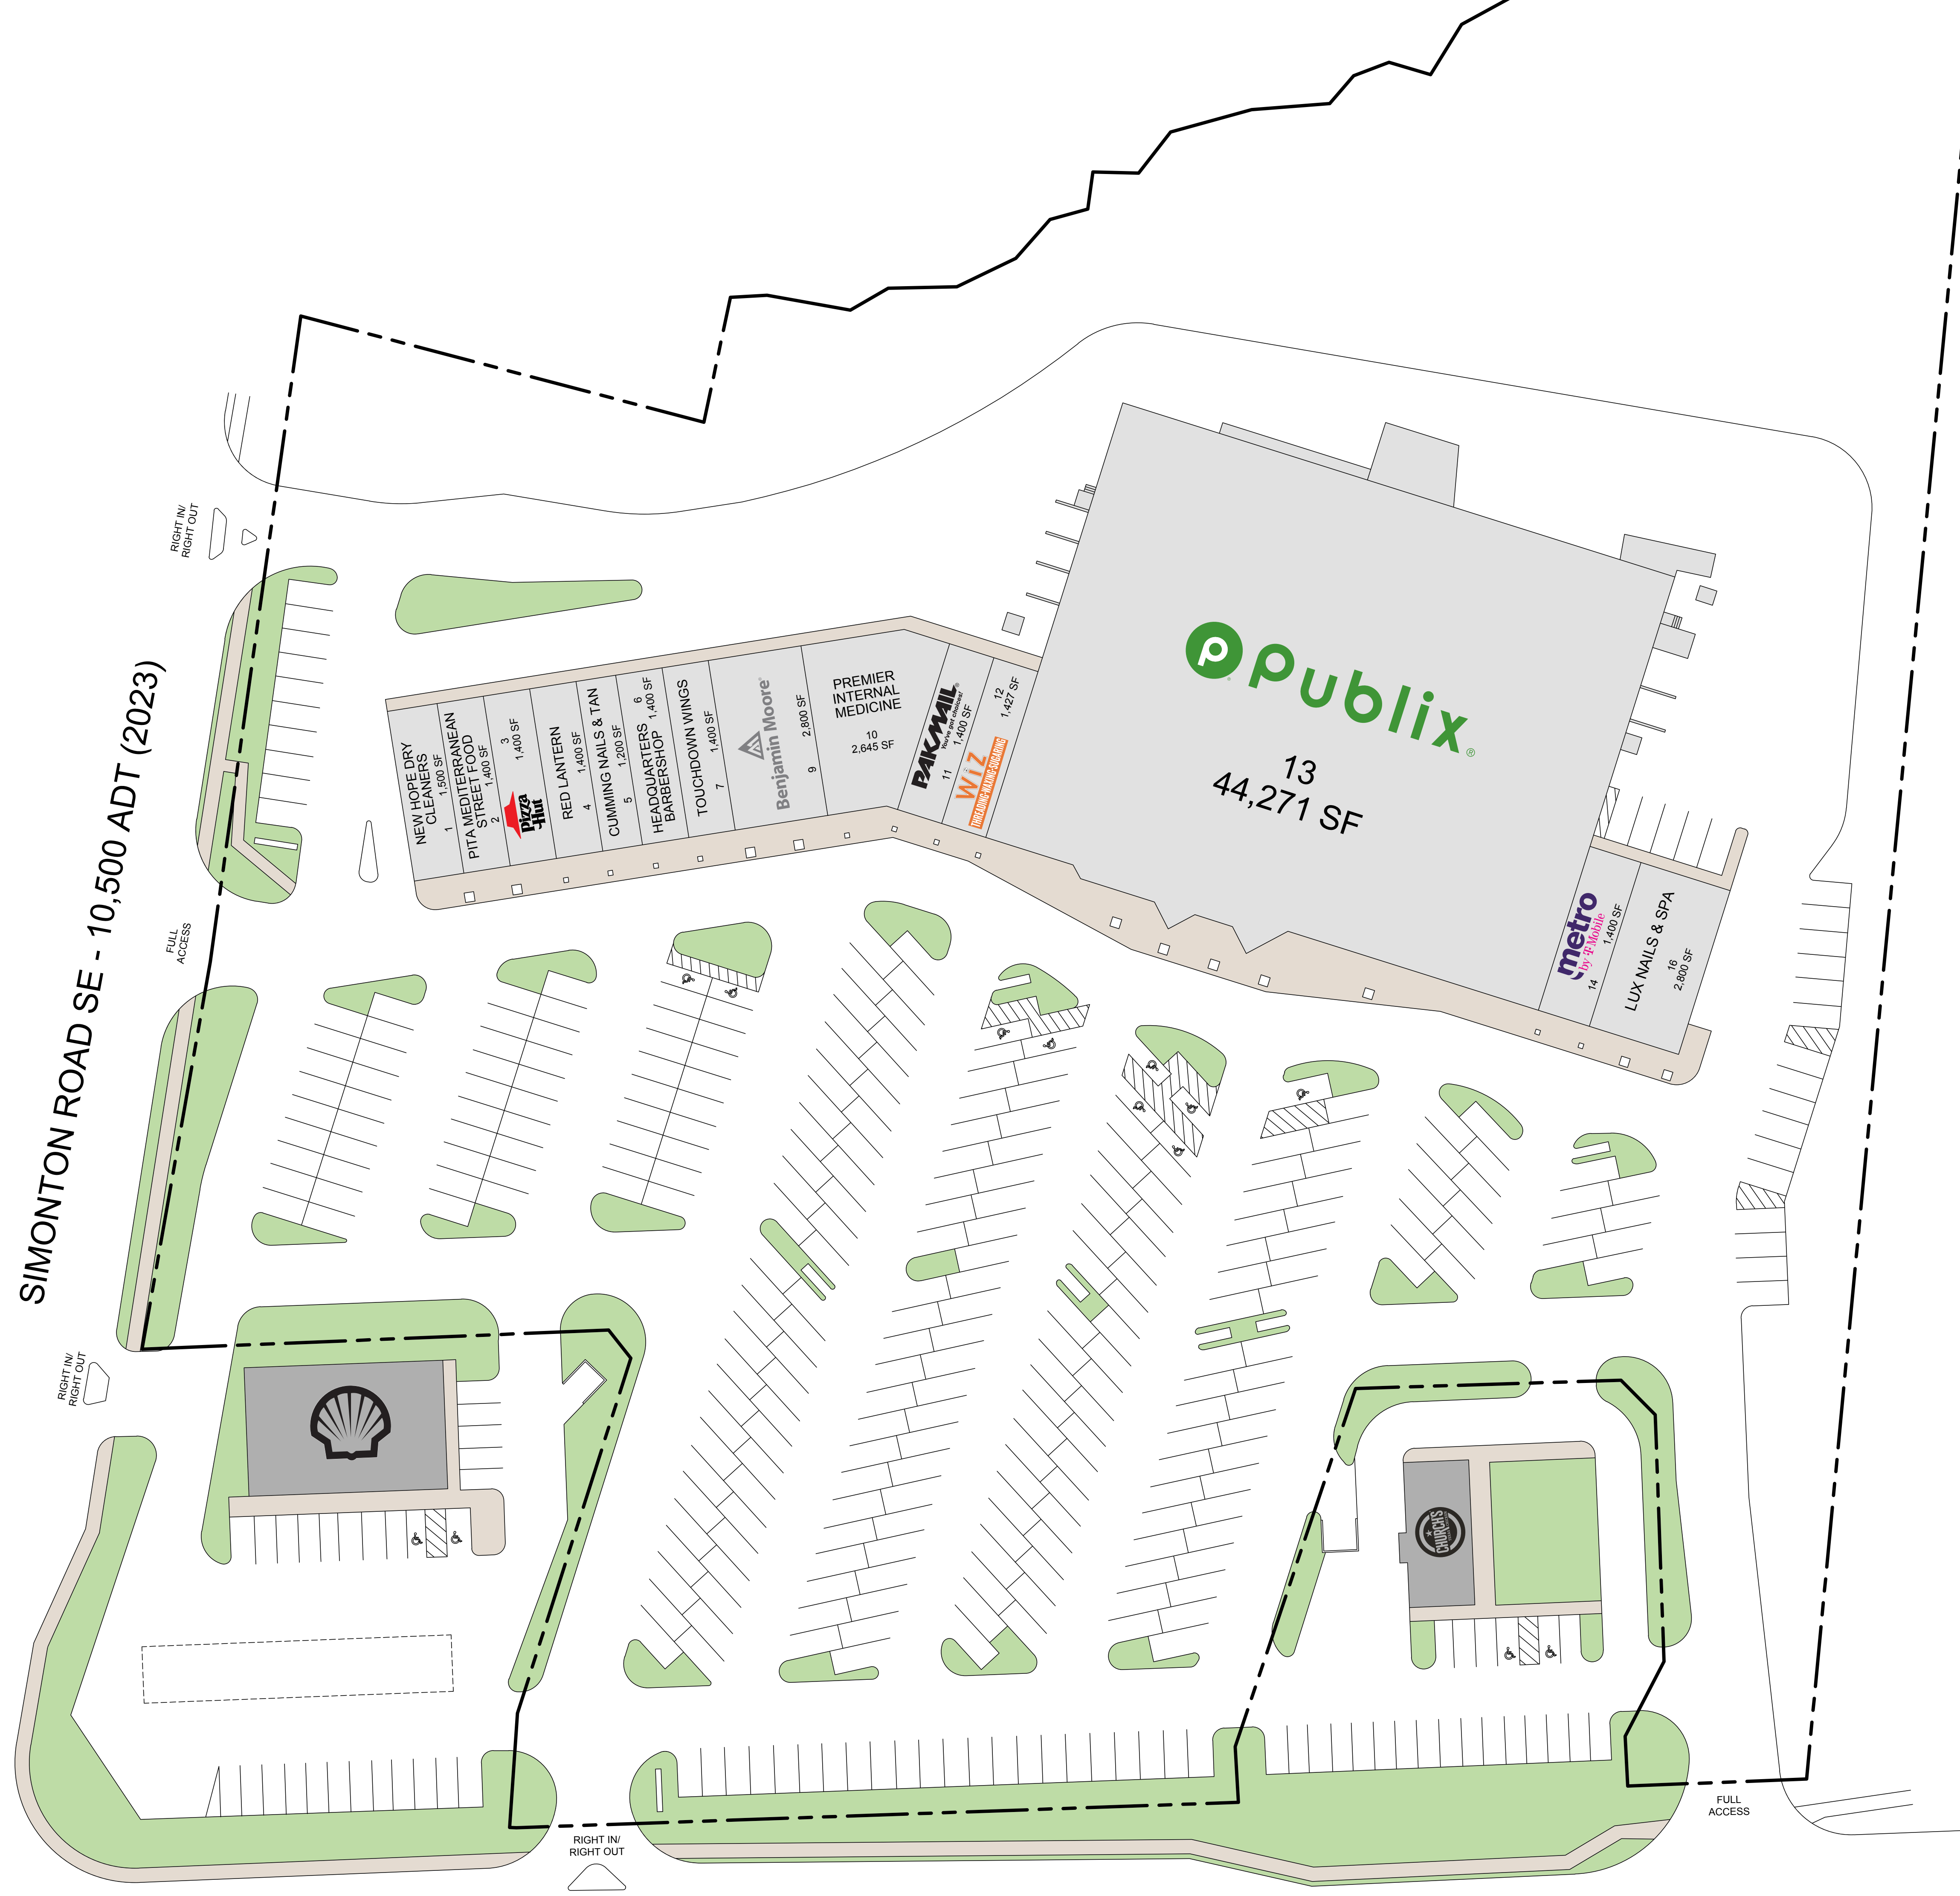 SIMONTON ROAD SE - 10,500 ADT (2023)
RIGHT IN/
RIGHT OUT
FULL
ACCESS
RIGHT IN/
RIGHT OUT
NEW HOPE DRY
CLEANERS
1,500 SF
1
PITA MEDITERRANEAN
STREET FOOD
1,400 SF
2
3
1,400 SF
Pizza
Hut
RED LANTERN
1,400 SF
4
CUMMING NAILS & TAN
1,200 SF
5
HEADQUARTERS
BARBERSHOP
6
1,400 SF
TOUCHDOWN WINGS
1,400 SF
7
Benjamin Moore®
2,800 SF
9
PREMIER
INTERNAL
MEDICINE
10
2,645 SF
PAKMAIL®
You've got choices!
1,400 SF
11
12
1,427 SF
WiZ
THREADING-WAXING-SUGARING
p Publix®
13
44,271 SF
metro
by T Mobile
1,400 SF
14
LUX NAILS & SPA
16
2,800 SF
CHURCH'S
RIGHT IN/
RIGHT OUT
FULL
ACCESS